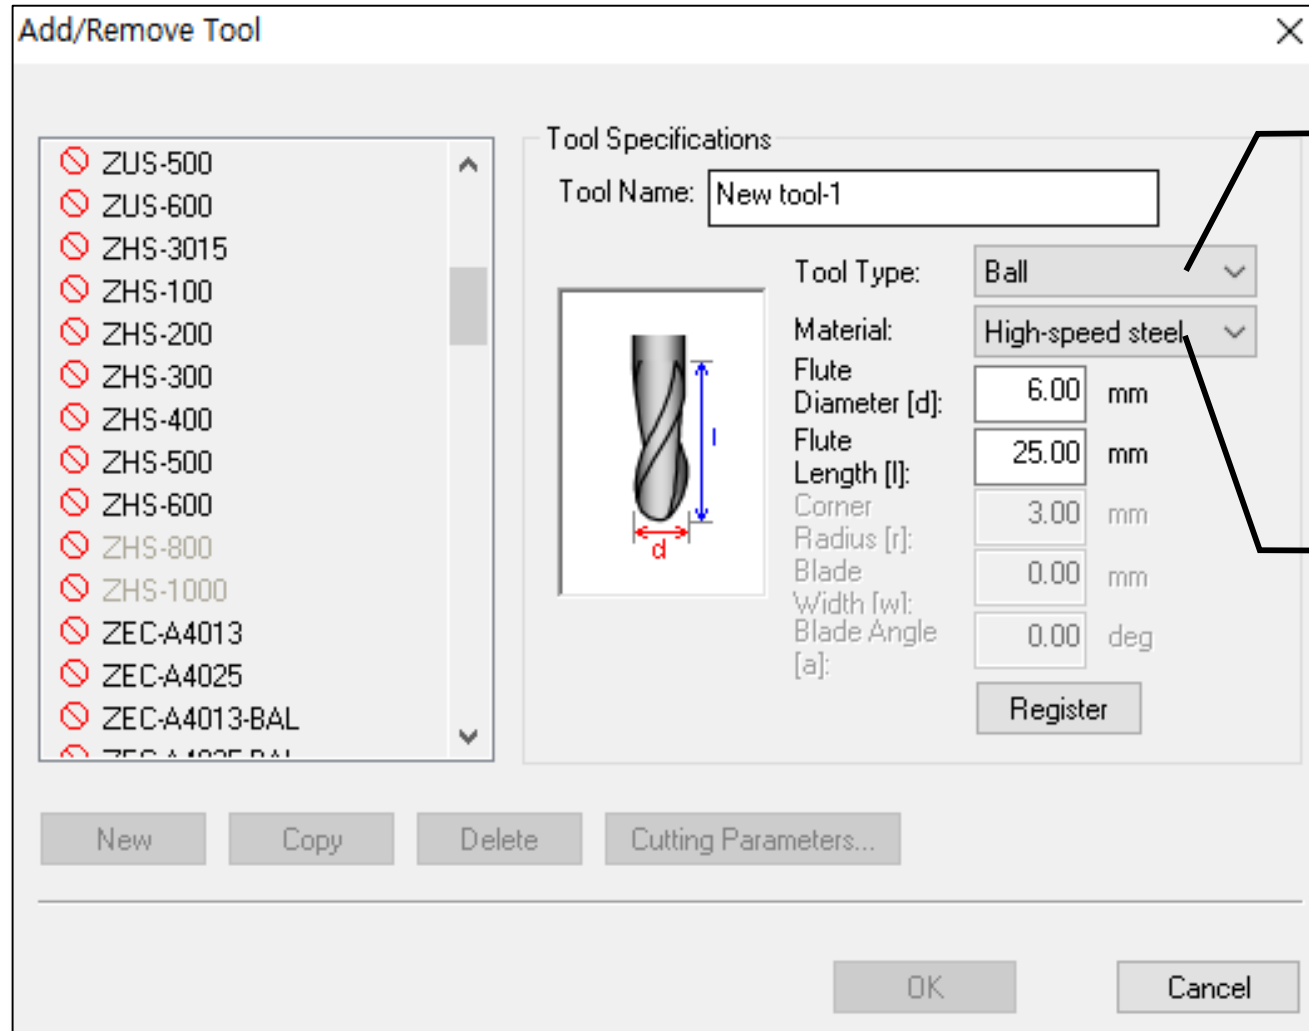 Add/Remove Tool
ZUS-500
ZUS-600
ZHS-3015
ZHS-100
ZHS-200
ZHS-300
ZHS-400
ZHS-500
ZHS-600
ZHS-800
ZHS-1000
ZEC-A4013
ZEC-A4025
ZEC-A4013-BAL
Tool Specifications
Tool Name: New tool-1
l
d
Tool Type: Ball
Material: High-speed steel
Flute
Diameter [d]: 6.00 mm
Flute
Length [l]: 25.00 mm
Corner
Radius [r]: 3.00 mm
Blade
Width [w]: 0.00 mm
Blade Angle
[a]: 0.00 deg
Register
New Copy Delete Cutting Parameters...
OK Cancel